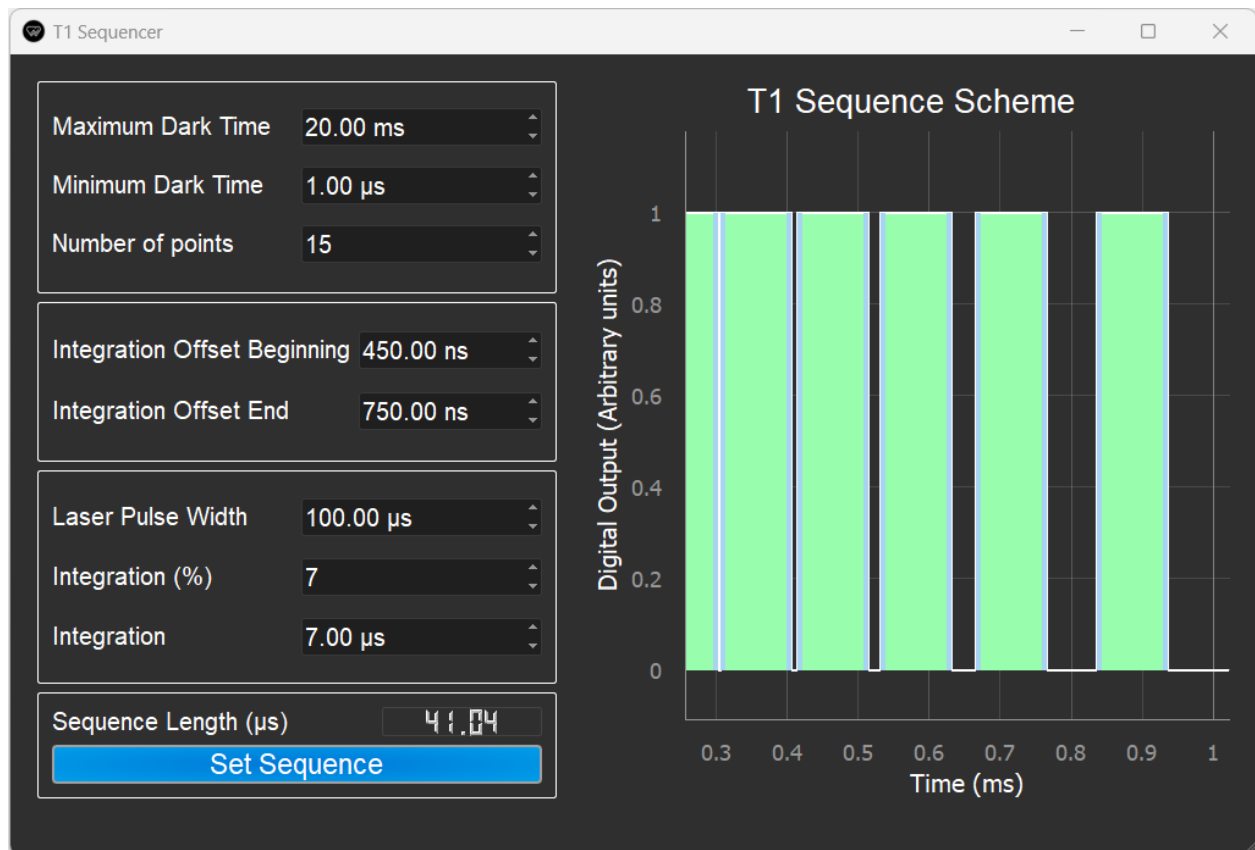 T1 Sequencer
Maximum Dark Time 20.00 ms
Minimum Dark Time 1.00 µs
Number of points 15
Integration Offset Beginning 450.00 ns
Integration Offset End 750.00 ns
Laser Pulse Width 100.00 µs
Integration (%) 7
Integration 7.00 µs
Sequence Length (µs) 41.04
Set Sequence
T1 Sequence Scheme
Digital Output (Arbitrary units)
1
0.8
0.6
0.4
0.2
0
0.3 0.4 0.5 0.6 0.7 0.8 0.9 1
Time (ms)